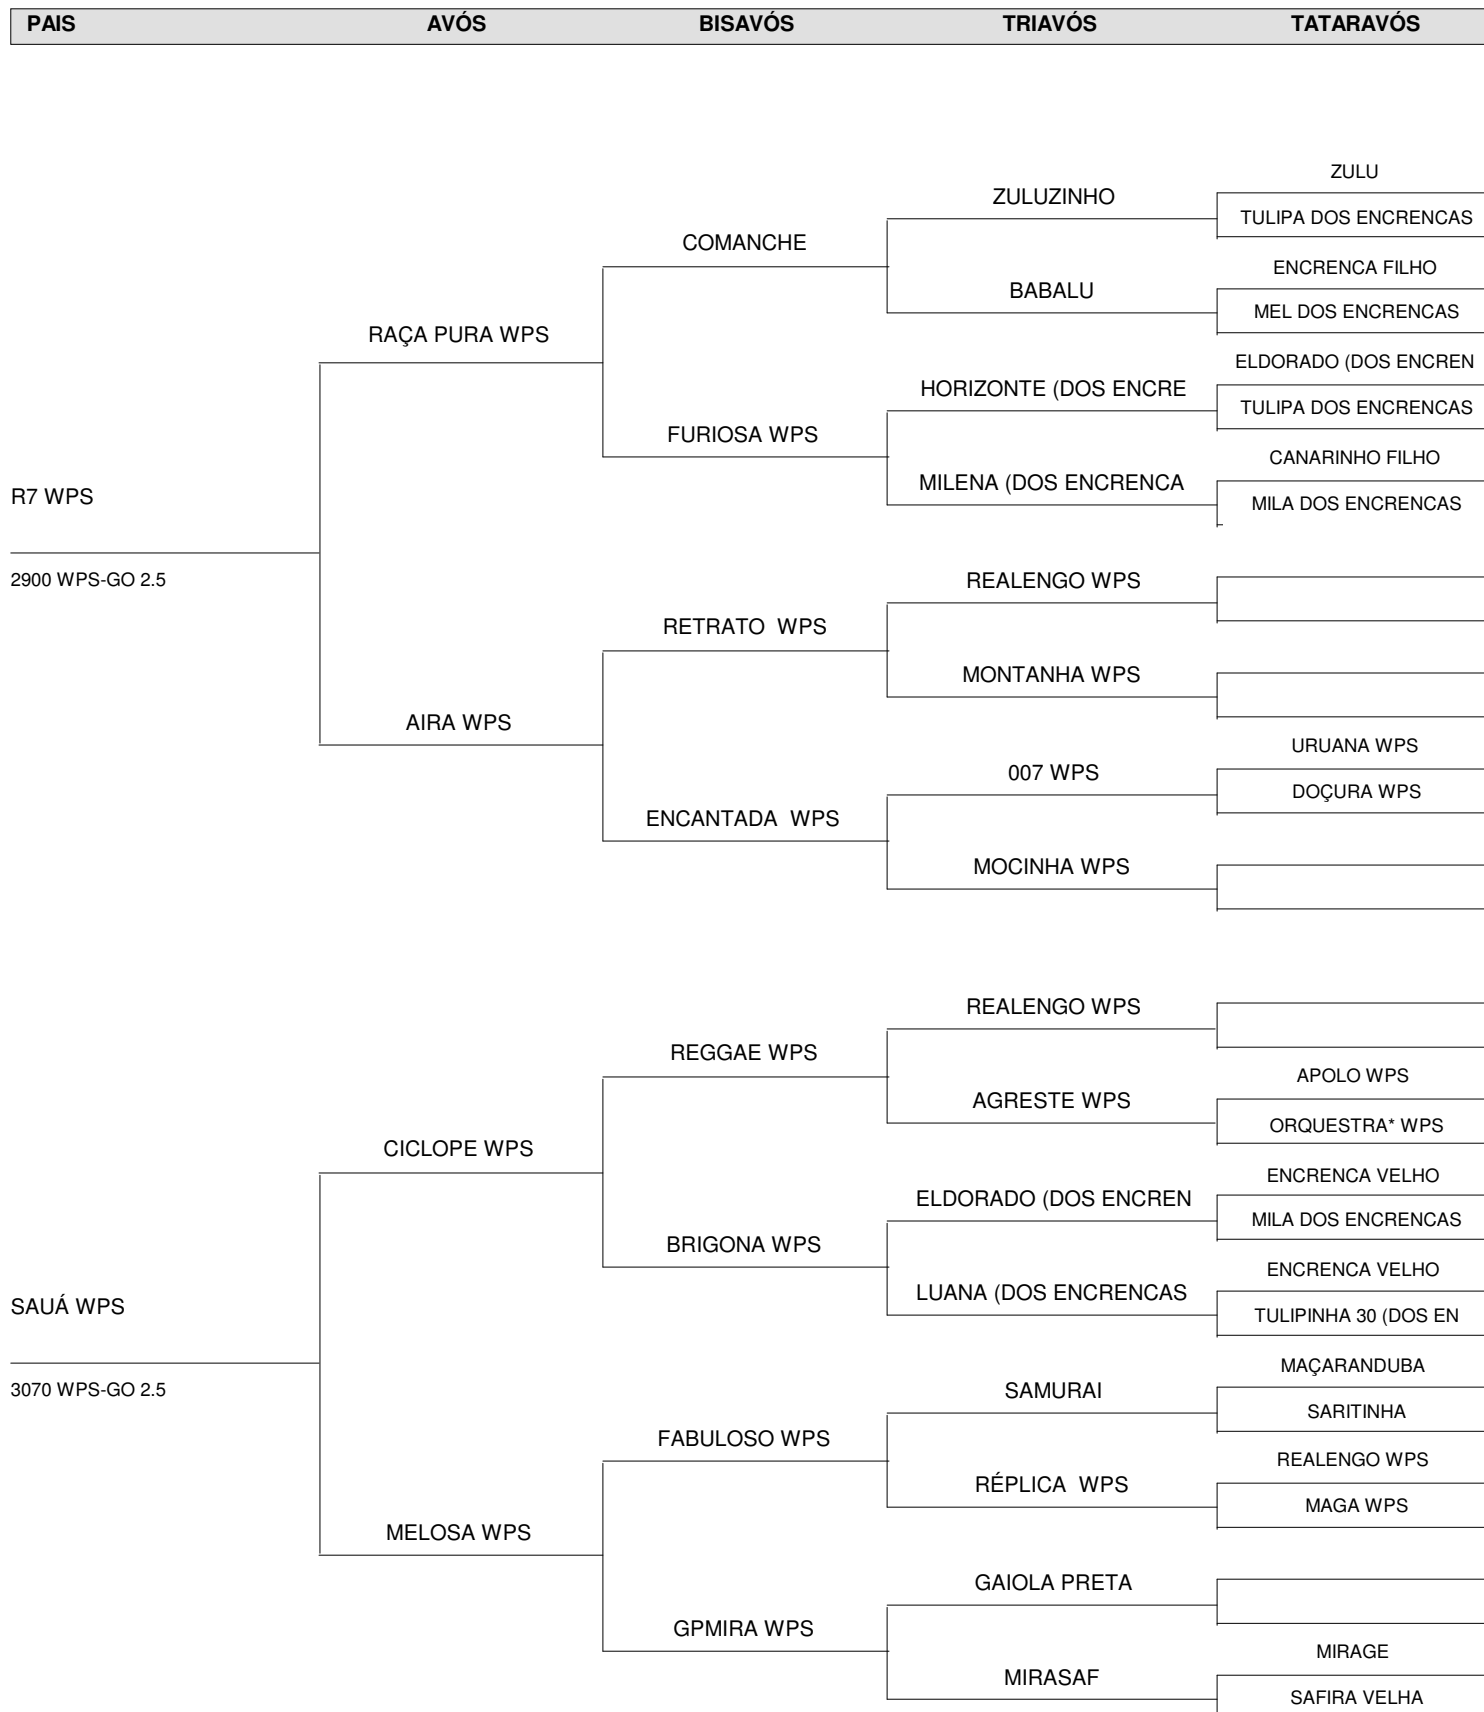 PAIS AVÓS BISAVÓS TRIAVÓS TATARAVÓS
ZULU
ZULUZINHO
TULIPA DOS ENCRENCAS
COMANCHE
ENCRENCA FILHO
BABALU
MEL DOS ENCRENCAS
RAÇA PURA WPS
ELDORADO (DOS ENCREN
HORIZONTE (DOS ENCRE
TULIPA DOS ENCRENCAS
FURIOSA WPS
CANARINHO FILHO
MILENA (DOS ENCRENCA
R7 WPS
MILA DOS ENCRENCAS
2900 WPS-GO 2.5
REALENGO WPS
RETRATO WPS
MONTANHA WPS
AIRA WPS
URUANA WPS
007 WPS
DOÇURA WPS
ENCANTADA WPS
MOCINHA WPS
REALENGO WPS
REGGAE WPS
APOLO WPS
AGRESTE WPS
ORQUESTRA* WPS
CICLOPE WPS
ENCRENCA VELHO
ELDORADO (DOS ENCREN
MILA DOS ENCRENCAS
BRIGONA WPS
ENCRENCA VELHO
LUANA (DOS ENCRENCAS
SAUÁ WPS
TULIPINHA 30 (DOS EN
MAÇARANDUBA
3070 WPS-GO 2.5
SAMURAI
SARITINHA
FABULOSO WPS
REALENGO WPS
RÉPLICA WPS
MAGA WPS
MELOSA WPS
GAIOLA PRETA
GPMIRA WPS
MIRAGE
MIRASAF
SAFIRA VELHA